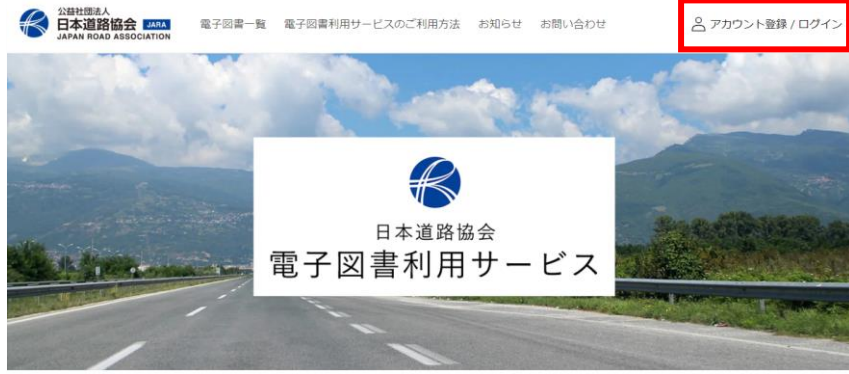 公益社団法人
日本道路協会 JARA
JAPAN ROAD ASSOCIATION
電子図書一覧 電子図書利用サービスのご利用方法 お知らせ お問い合わせ
アカウント登録 / ログイン
日本道路協会
電子図書利用サービス